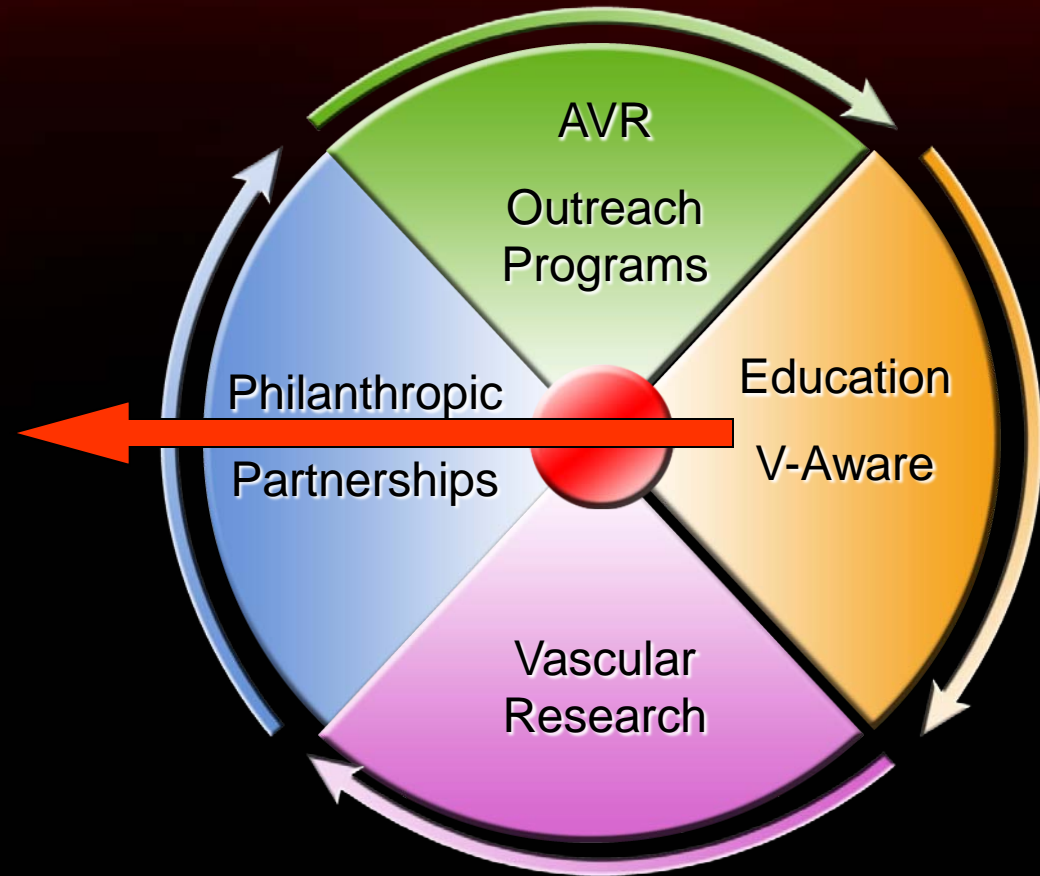 AVR
Outreach
Programs
Education
V-Aware
Philanthropic
Partnerships
Vascular
Research